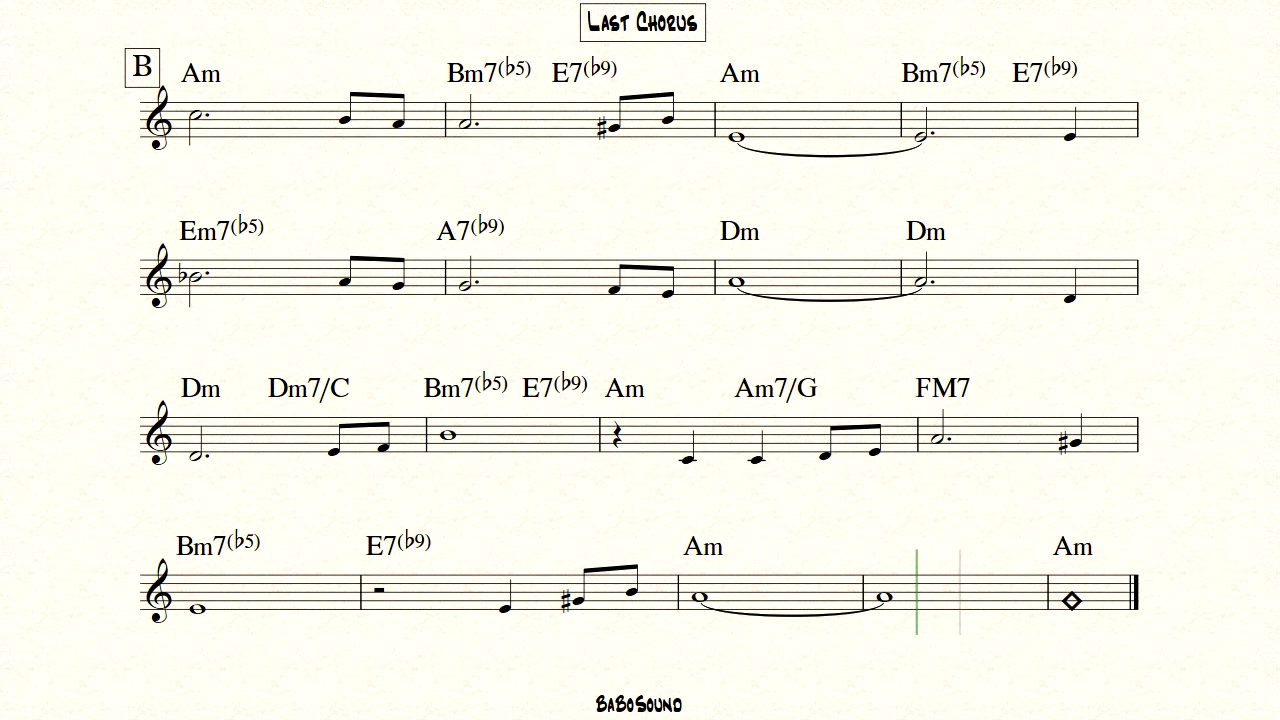 LAST CHORUS
B Am Bm7(♭5) E7(♭9) Am Bm7(♭5) E7(♭9)
Em7(♭5) A7(♭9) Dm Dm
Dm Dm7/C Bm7(♭5) E7(♭9) Am Am7/G FM7
Bm7(♭5) E7(♭9) Am Am
BABOSOUND